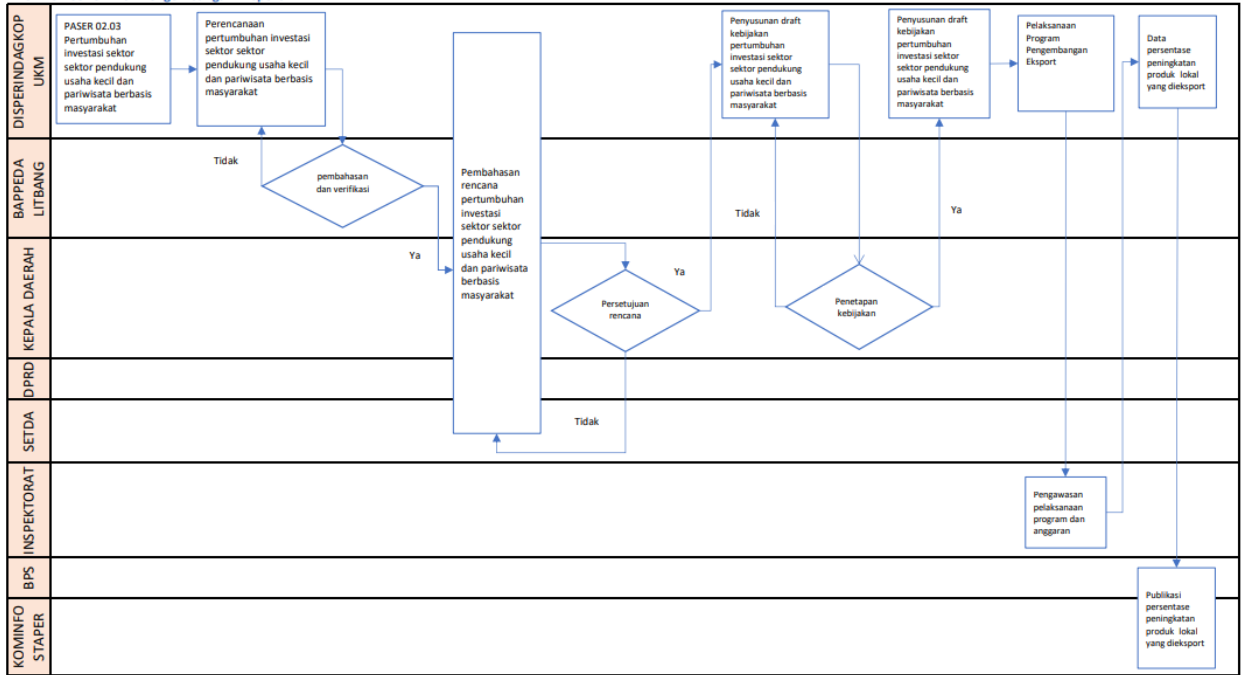 DISPERINDAGKOP
UKM
PASER 02.03
Pertumbuhan
investasi sektor
sektor pendukung
usaha kecil dan
pariwisata berbasis
masyarakat
Perencanaan
pertumbuhan investasi
sektor sektor
pendukung usaha kecil
dan pariwisata berbasis
masyarakat
Penyusunan draft
kebijakan
pertumbuhan
investasi sektor
sektor pendukung
usaha kecil dan
pariwisata berbasis
masyarakat
Penyusunan draft
kebijakan
pertumbuhan
investasi sektor
sektor pendukung
usaha kecil dan
pariwisata berbasis
masyarakat
Pelaksanaan
Program
Pengembangan
Eksport
Data
persentase
peningkatan
produk lokal
yang dieksport
BAPPEDA
LITBANG
Tidak
pembahasan
dan verifikasi
Pembahasan
rencana
pertumbuhan
investasi
sektor sektor
pendukung
usaha kecil
dan pariwisata
berbasis
masyarakat
Tidak
Ya
KEPALA DAERAH
Ya
Persetujuan
rencana
Ya
Penetapan
kebijakan
DPRD
SETDA
Tidak
INSPEKTORAT
Pengawasan
pelaksanaan
program dan
anggaran
BPS
Publikasi
persentase
peningkatan
produk lokal
yang dieksport
KOMINFO
STAPER